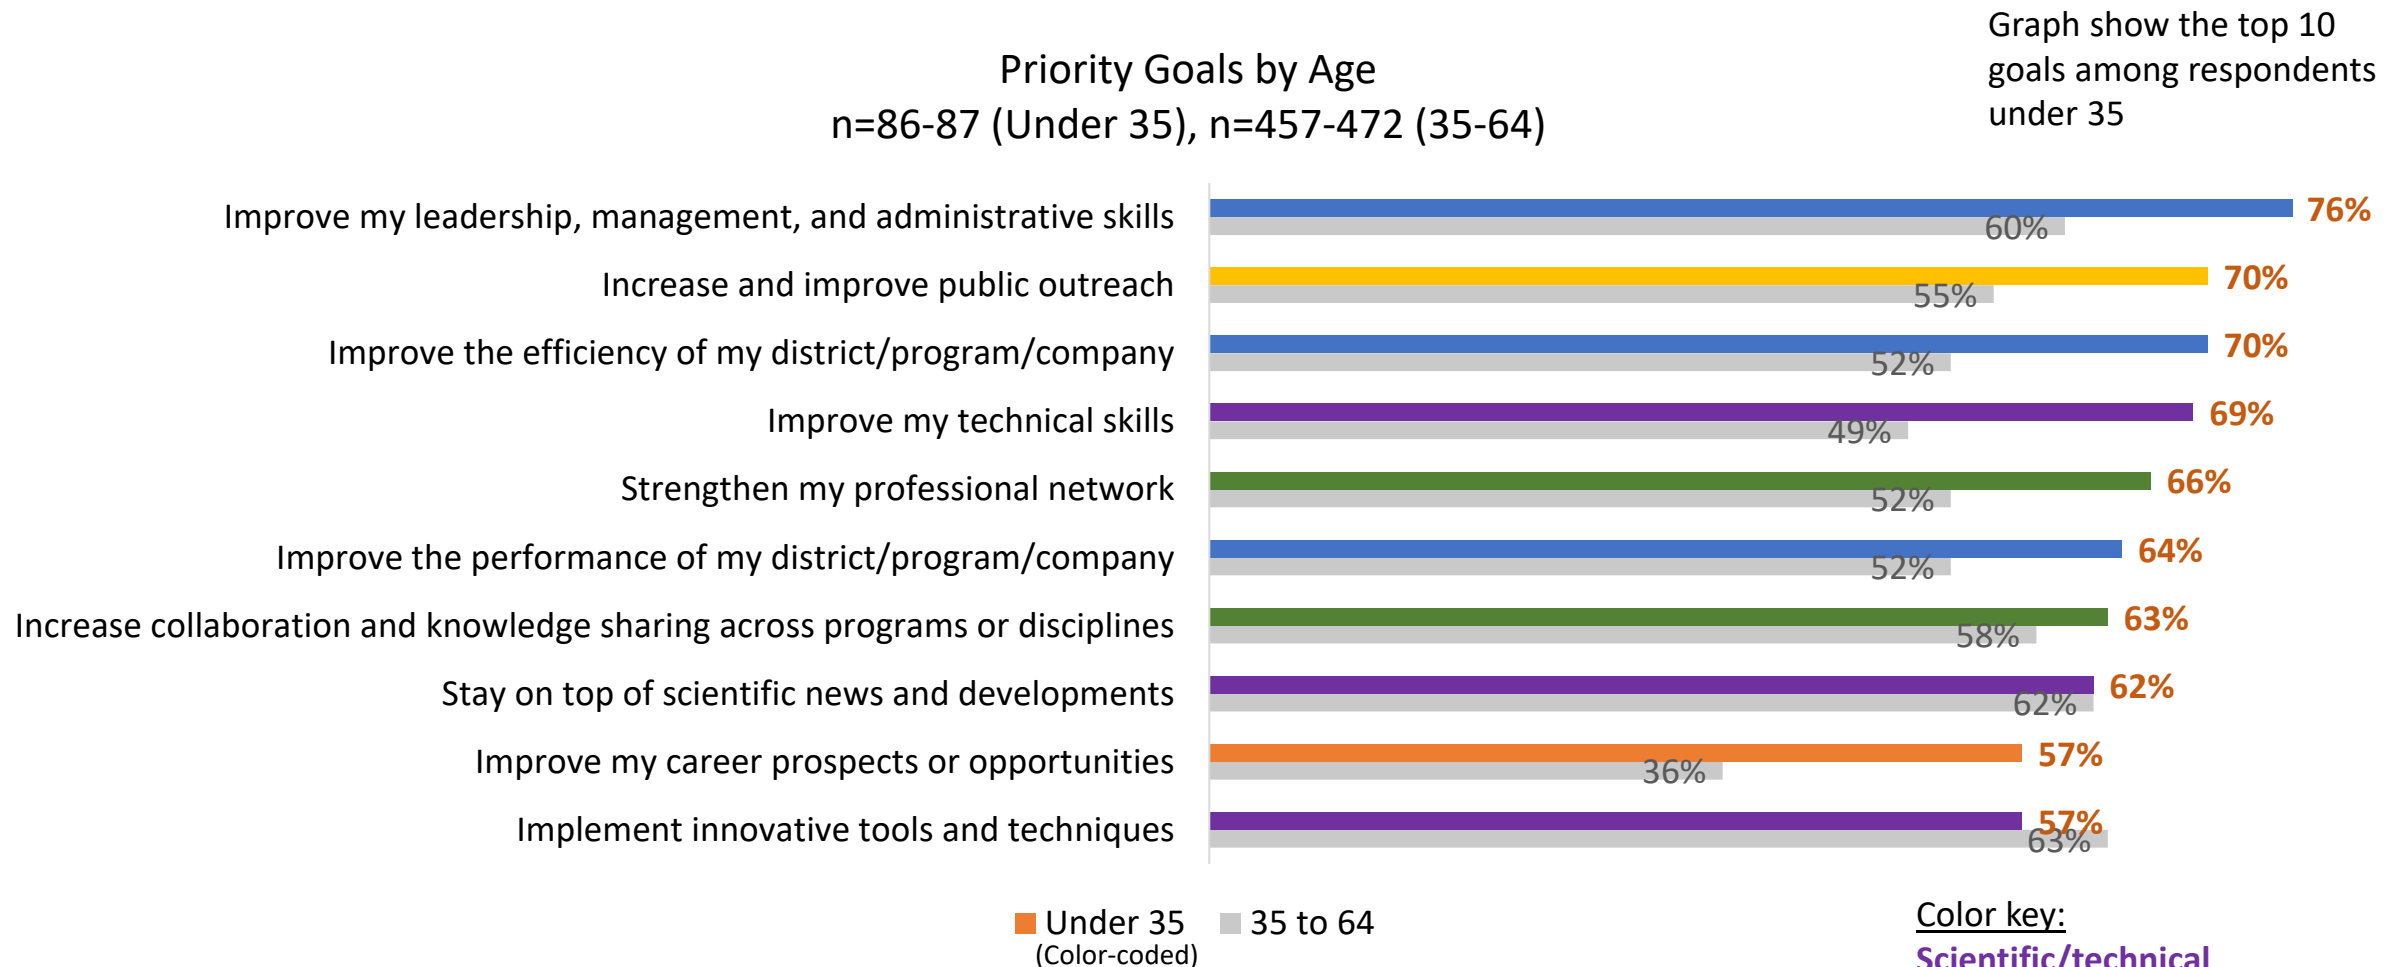 Graph show the top 10
goals among respondents
under 35
Priority Goals by Age
n=86-87 (Under 35), n=457-472 (35-64)
Improve my leadership, management, and administrative skills
76%
60%
Increase and improve public outreach
70%
55%
Improve the efficiency of my district/program/company
70%
52%
Improve my technical skills
69%
49%
Strengthen my professional network
66%
52%
Improve the performance of my district/program/company
64%
52%
Increase collaboration and knowledge sharing across programs or disciplines
63%
58%
Stay on top of scientific news and developments
62%
62%
Improve my career prospects or opportunities
57%
36%
Implement innovative tools and techniques
57%
63%
Under 35
(Color-coded)
35 to 64
Color key:
Scientific/technical